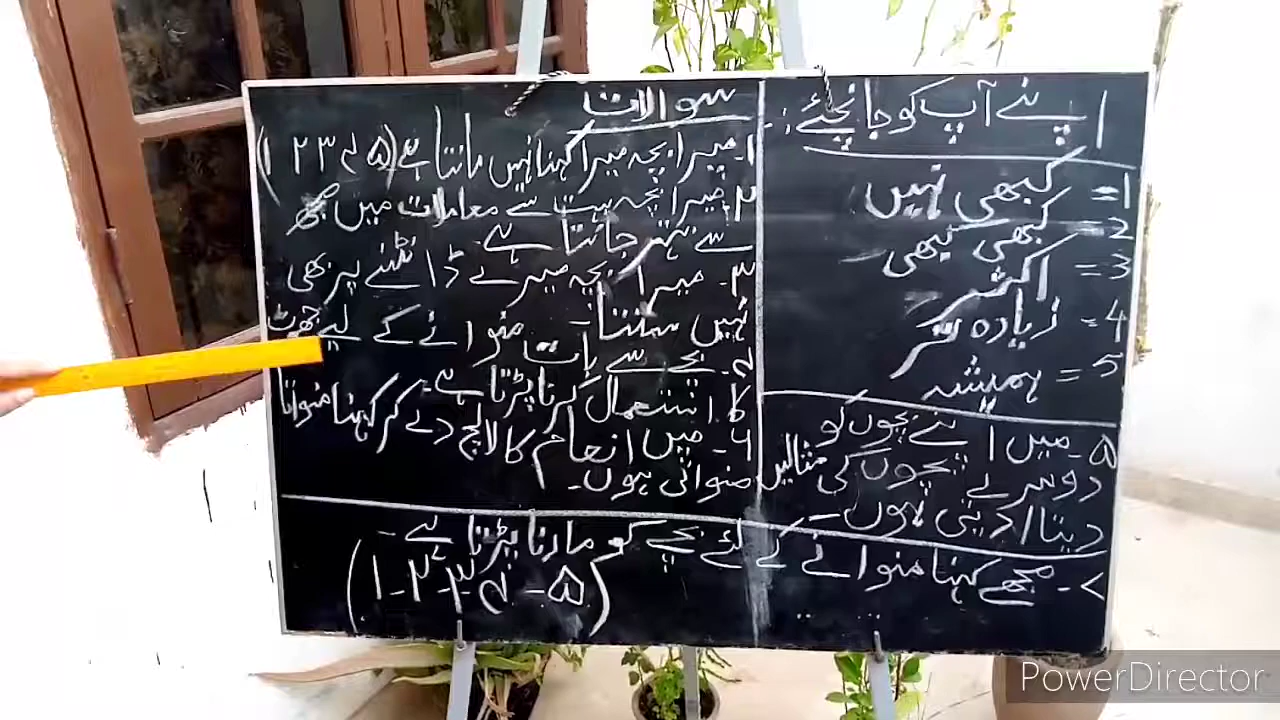 اپنے آپ کو جانچئے :-
1= کبھی نہیں
2= کبھی کبھی
3= اکثر
4= زیادہ تر
5= ہمیشہ
سوالات
۱۔ میرا بچہ میرا کہنا نہیں مانتا ہے (۵ ۴ ۳ ۲ ۱)
۲۔ میرا بچہ بہت سے معاملات میں مجھ
سے بہتر جانتا ہے۔
۳۔ میرا بچہ میرے ڈانٹنے پر بھی
نہیں سنتا
۴۔ بچے سے بات منوانے کے لیے جھوٹ
کا استعمال کرنا پڑتا ہے۔
۶۔ میں انعام کا لالچ دے کر کہنا منواتا
منواتی ہوں۔
۵۔ میں اپنے بچوں کو
دوسرے بچوں کی مثالیں
دیتا/دیتی ہوں۔
۷۔ مجھے کہنا منوانے کے لئے بچے کو مارنا پڑتا ہے۔
(۱-۲-۳-۴-۵)
PowerDirector